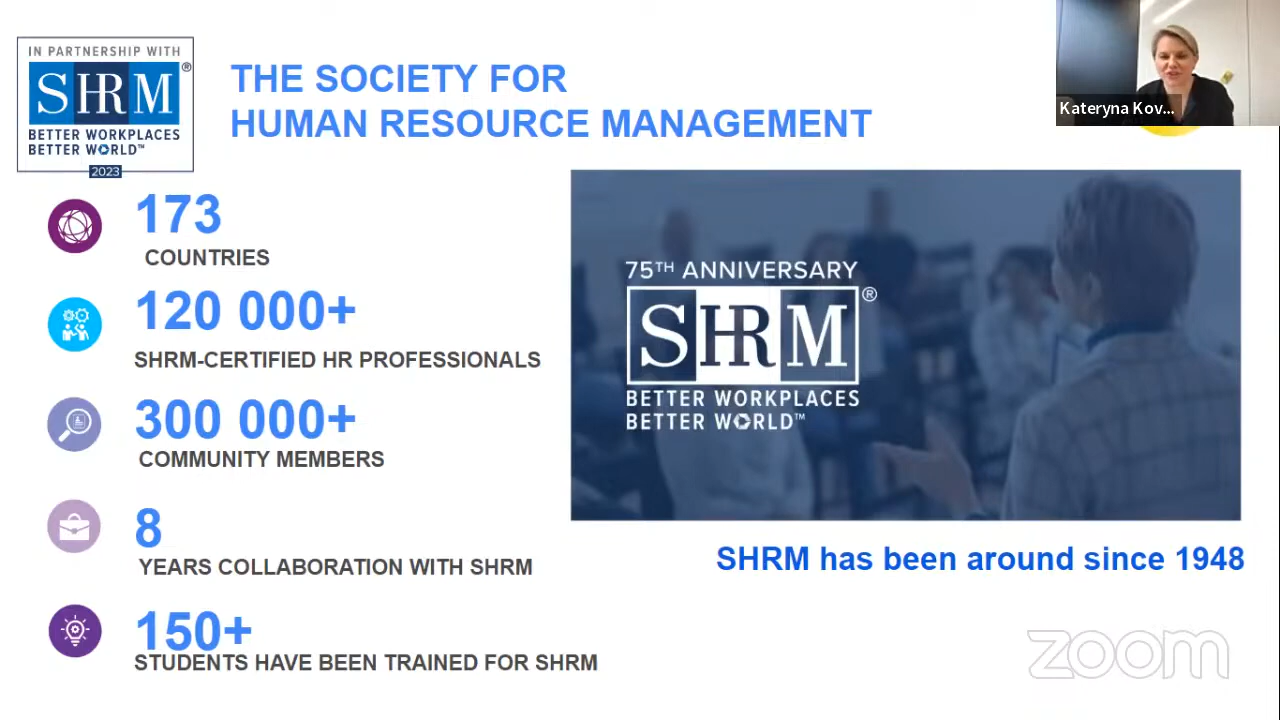 IN PARTNERSHIP WITH
SHRM®
BETTER WORKPLACES
BETTER WORLD™
2023
THE SOCIETY FOR
HUMAN RESOURCE MANAGEMENT
Kateryna Kov...
173
COUNTRIES
120 000+
SHRM-CERTIFIED HR PROFESSIONALS
300 000+
COMMUNITY MEMBERS
8
YEARS COLLABORATION WITH SHRM
150+
STUDENTS HAVE BEEN TRAINED FOR SHRM
75TH ANNIVERSARY
SHRM®
BETTER WORKPLACES
BETTER WORLD™
SHRM has been around since 1948
zoom